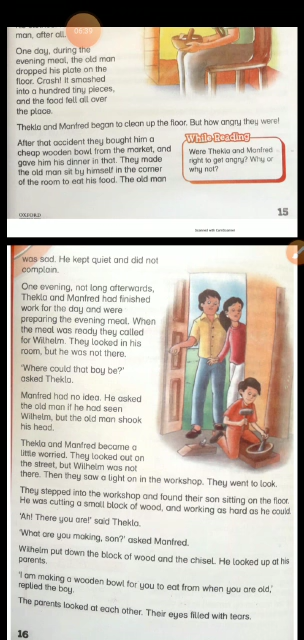 06:39
man, after all.
One day, during the
evening meal, the old man
dropped his plate on the
floor. Crash! It smashed
into a hundred tiny pieces,
and the food fell all over
the place.
Thekla and Manfred began to clean up the floor. But how angry they were!
After that accident they bought him a
cheap wooden bowl from the market, and
gave him his dinner in that. They made
the old man sit by himself in the corner
of the room to eat his food. The old man
While Reading
Were Thekla and Manfred
right to get angry? Why or
why not?
OXFORD
15
Scanned with CamScanner
was sad. He kept quiet and did not
complain.
One evening, not long afterwards,
Thekla and Manfred had finished
work for the day and were
preparing the evening meal. When
the meal was ready they called
for Wilhelm. They looked in his
room, but he was not there.
'Where could that boy be?'
asked Thekla.
Manfred had no idea. He asked
the old man if he had seen
Wilhelm, but the old man shook
his head.
Thekla and Manfred became a
little worried. They looked out on
the street, but Wilhelm was not
there. Then they saw a light on in the workshop. They went to look.
They stepped into the workshop and found their son sitting on the floor.
He was cutting a small block of wood, and working as hard as he could.
'Ah! There you are!' said Thekla.
'What are you making, son?' asked Manfred.
Wilhelm put down the block of wood and the chisel. He looked up at his
parents.
'I am making a wooden bowl for you to eat from when you are old,'
replied the boy.
The parents looked at each other. Their eyes filled with tears.
16